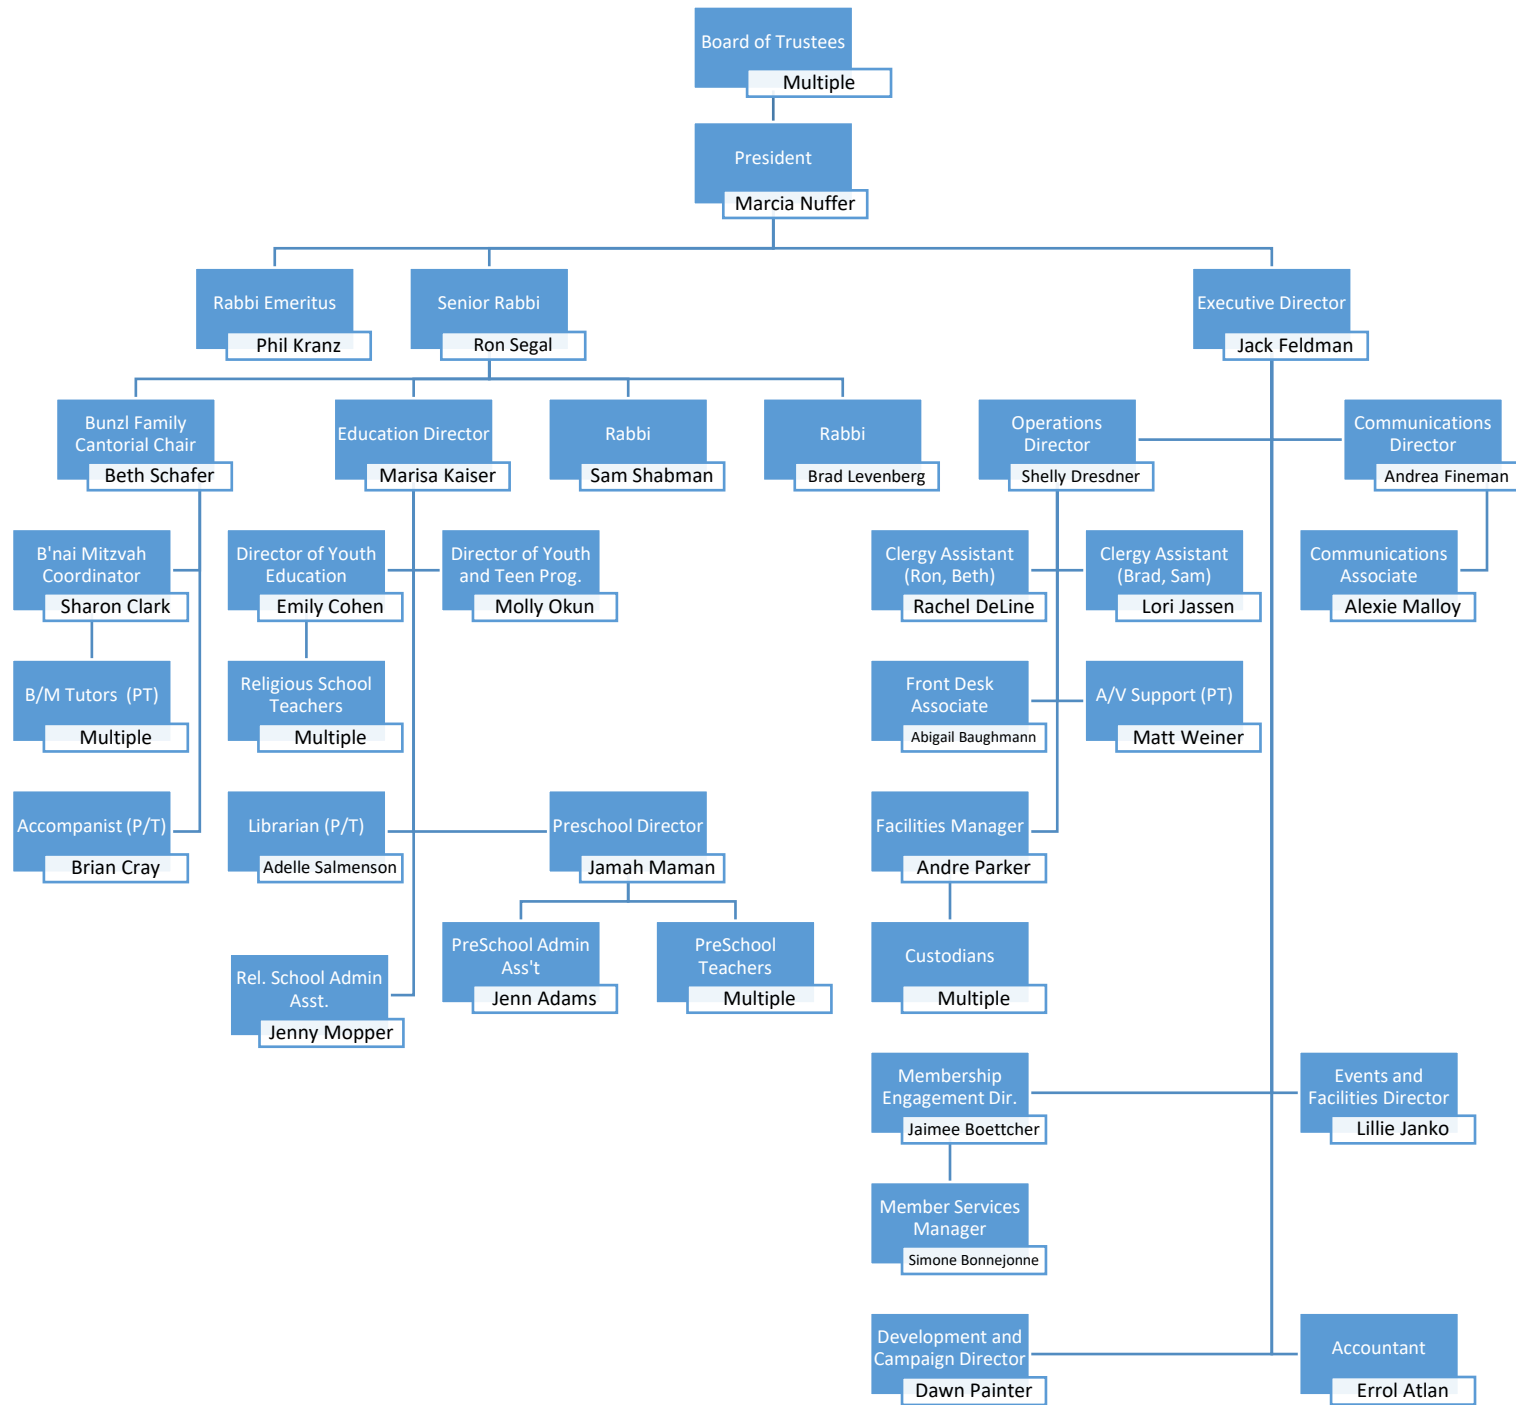 Board of Trustees
Multiple
President
Marcia Nuffer
Rabbi Emeritus
Phil Kranz
Senior Rabbi
Ron Segal
Executive Director
Jack Feldman
Bunzl Family
Cantorial Chair
Beth Schafer
Education Director
Marisa Kaiser
Rabbi
Sam Shabman
Rabbi
Brad Levenberg
Operations
Director
Shelly Dresdner
Communications
Director
Andrea Fineman
B'nai Mitzvah
Coordinator
Sharon Clark
Director of Youth
Education
Emily Cohen
Director of Youth
and Teen Prog.
Molly Okun
Clergy Assistant
(Ron, Beth)
Rachel DeLine
Clergy Assistant
(Brad, Sam)
Lori Jassen
Communications
Associate
Alexie Malloy
B/M Tutors (PT)
Multiple
Religious School
Teachers
Multiple
Front Desk
Associate
Abigail Baughmann
A/V Support (PT)
Matt Weiner
Accompanist (P/T)
Brian Cray
Librarian (P/T)
Adelle Salmenson
Preschool Director
Jamah Maman
Facilities Manager
Andre Parker
Rel. School Admin
Asst.
Jenny Mopper
PreSchool Admin
Ass't
Jenn Adams
PreSchool
Teachers
Multiple
Custodians
Multiple
Membership
Engagement Dir.
Jaimee Boettcher
Events and
Facilities Director
Lillie Janko
Member Services
Manager
Simone Bonnejonne
Development and
Campaign Director
Dawn Painter
Accountant
Errol Atlan